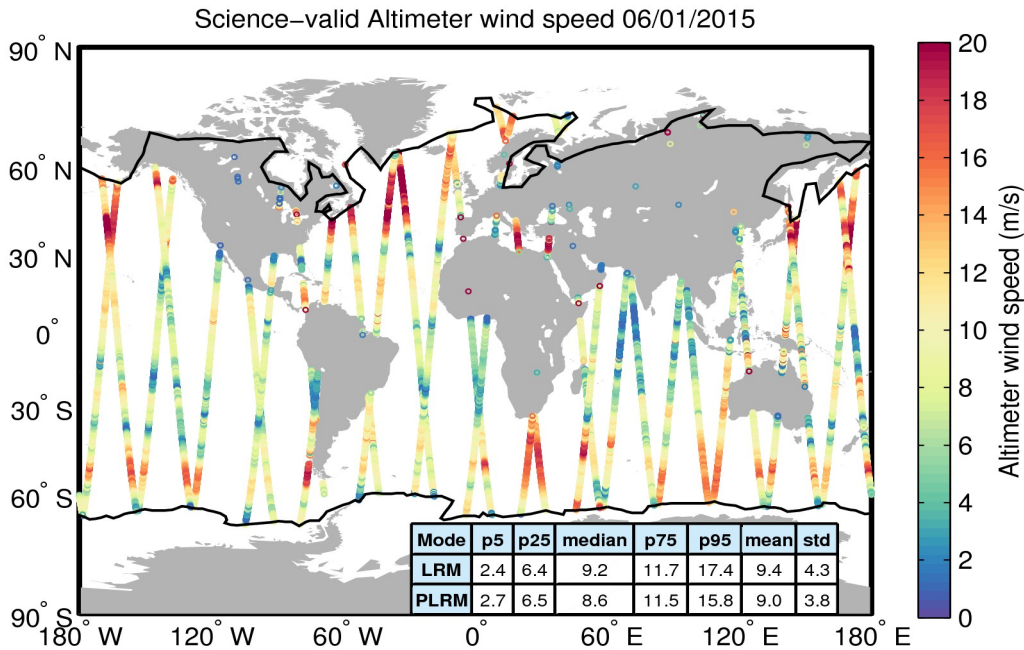 Science-valid Altimeter wind speed 06/01/2015
90° N
60° N
30° N
0°
30° S
60° S
90° S
180° W
120° W
60° W
0°
60° E
120° E
180° E
Mode p5 p25 median p75 p95 mean std
LRM 2.4 6.4 9.2 11.7 17.4 9.4 4.3
PLRM 2.7 6.5 8.6 11.5 15.8 9.0 3.8
20
18
16
14
12
10
8
6
4
2
0
Altimeter wind speed (m/s)